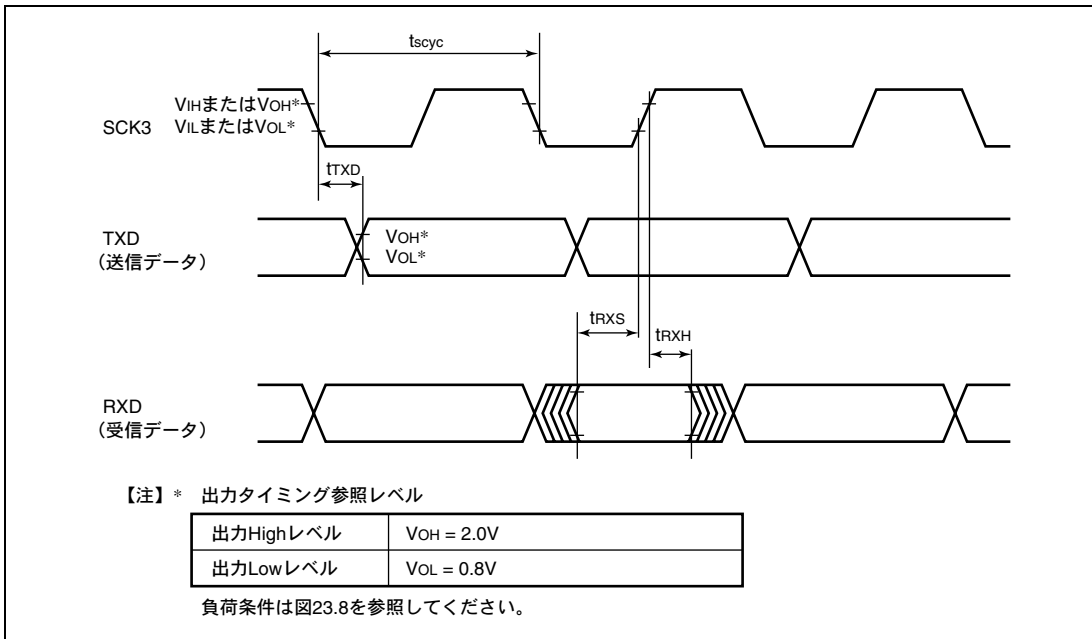 tscyc
VIHまたはVOH*
SCK3
VILまたはVOL*
tTXD
TXD
VOH*
(送信データ)
VOL*
tRXS
tRXH
RXD
(受信データ)
【注】* 出力タイミング参照レベル
出力Highレベル VOH = 2.0V
出力Lowレベル VOL = 0.8V
負荷条件は図23.8を参照してください。